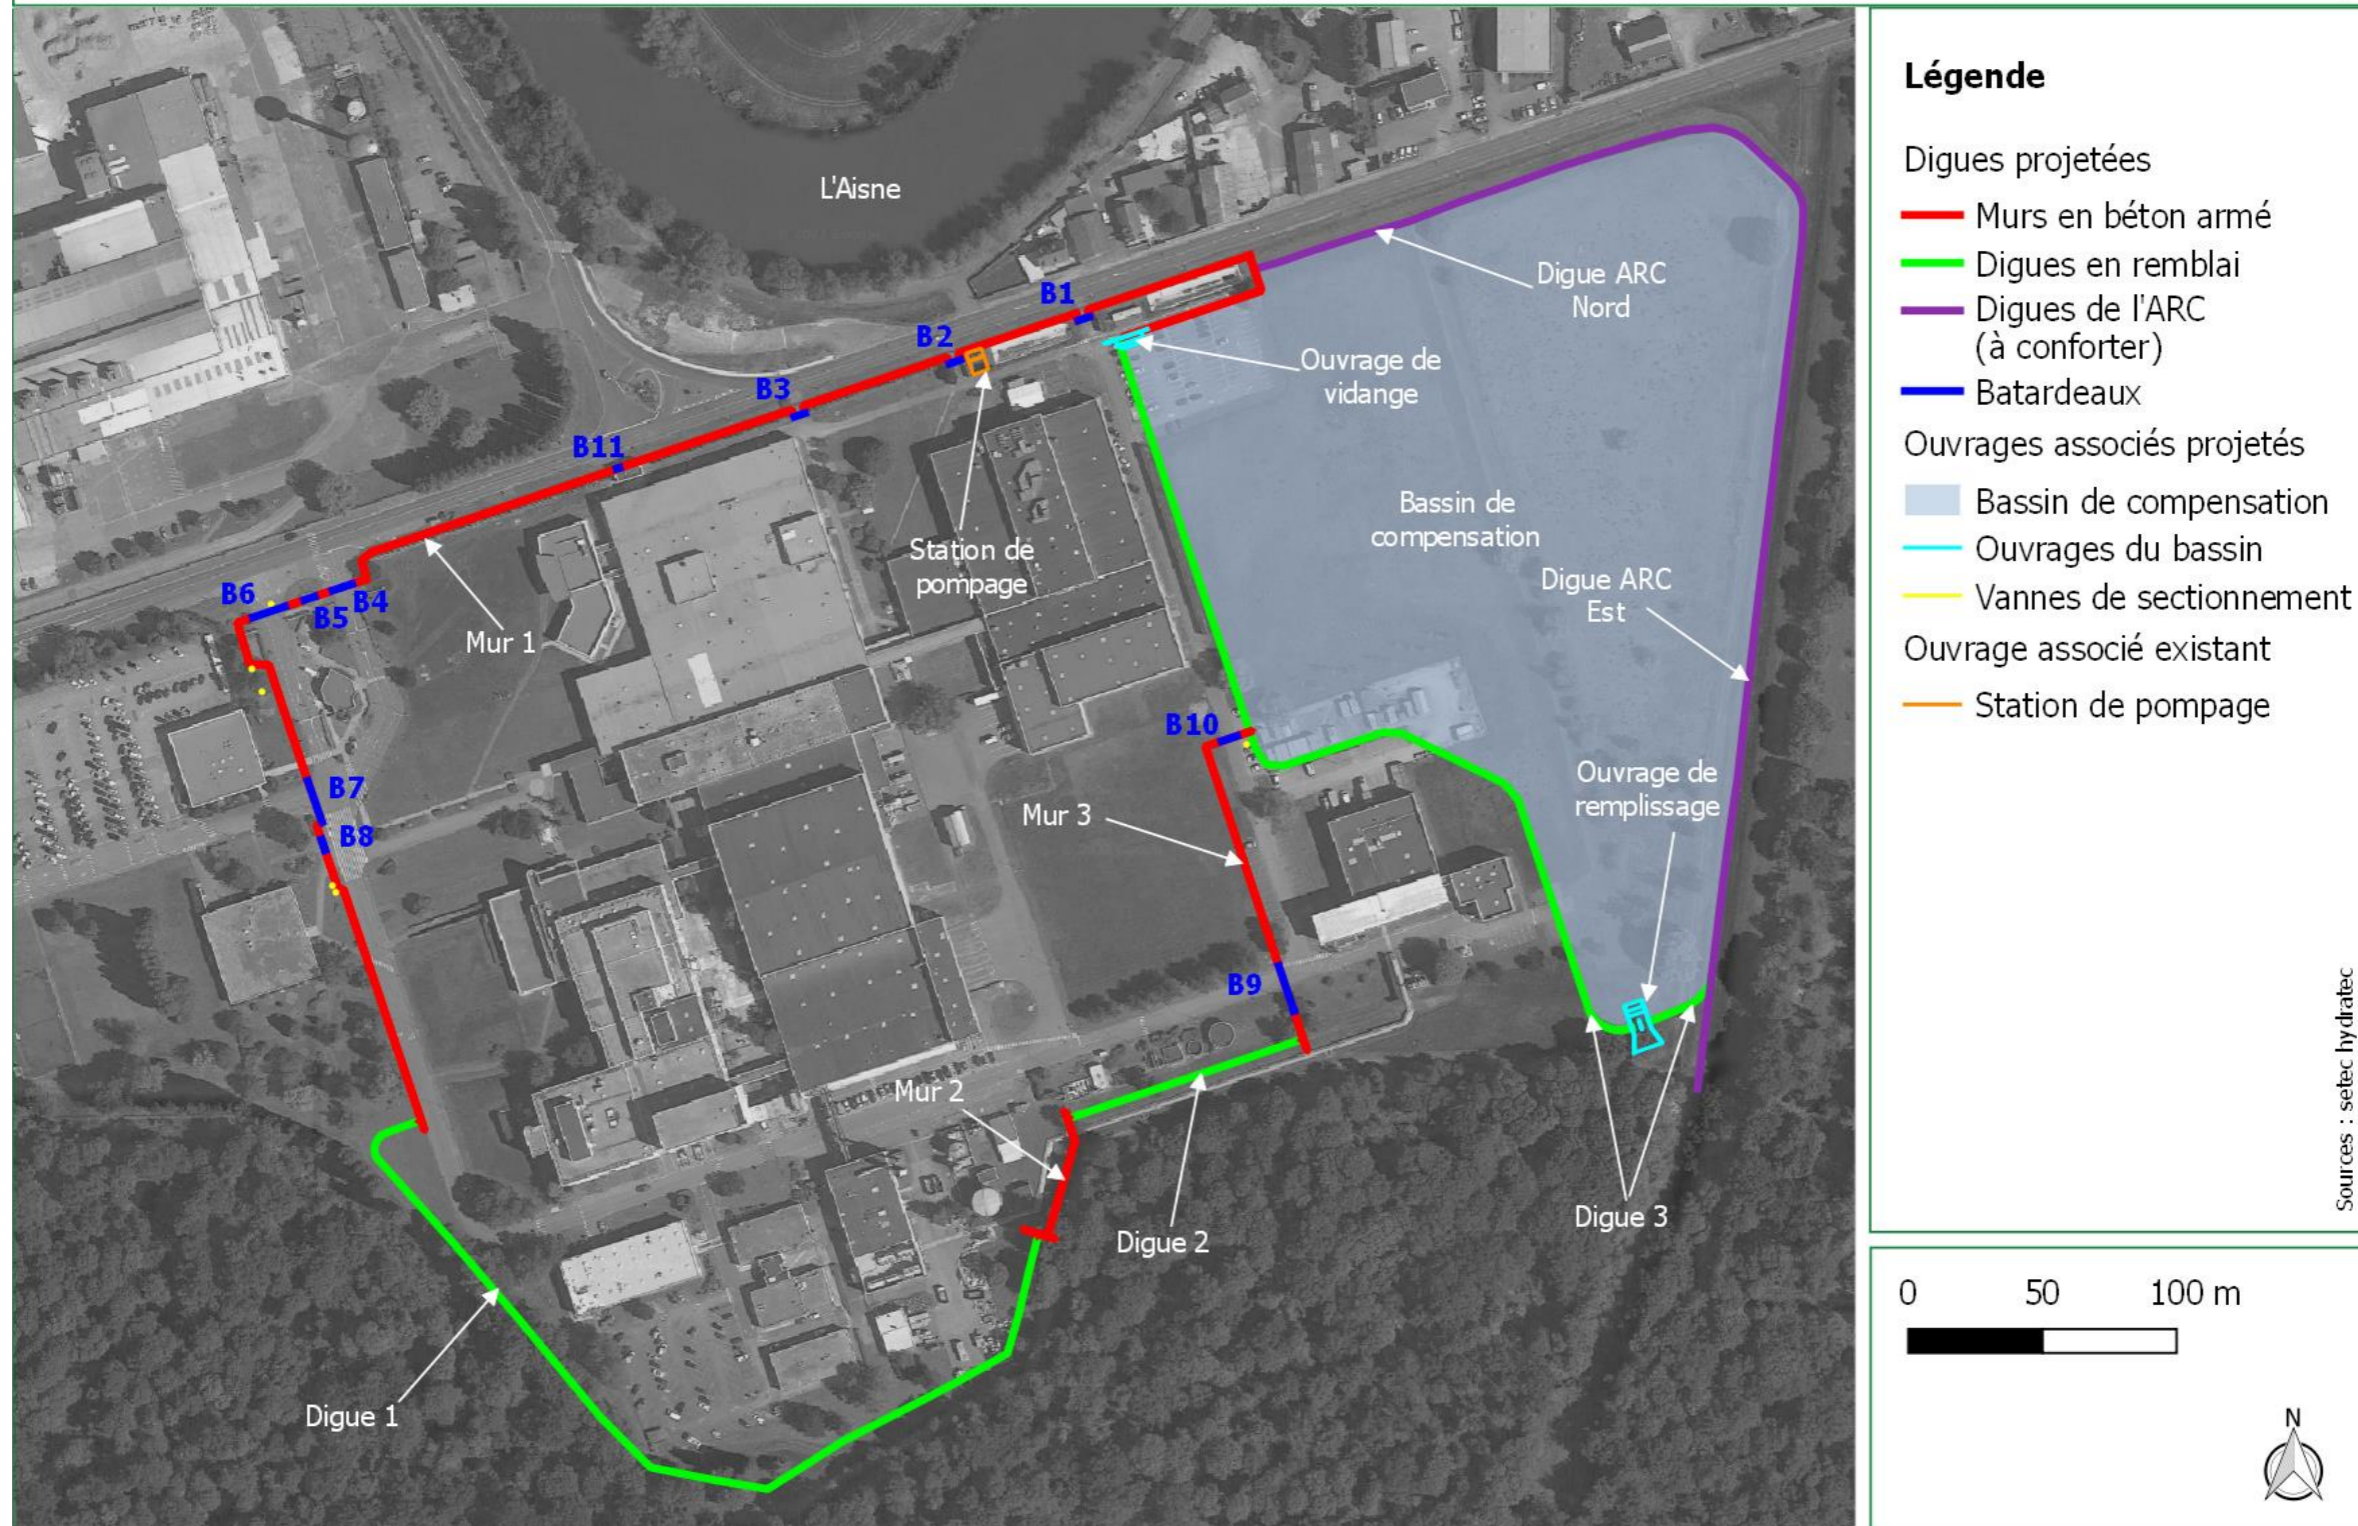 L'Aisne
B1
B2
B3
B11
B6
B5
B4
B7
B8
B10
B9
Digue ARC
Nord
Ouvrage de
vidange
Station de
pompage
Bassin de
compensation
Digue ARC
Est
Mur 1
Ouvrage de
remplissage
Mur 3
Mur 2
Digue 2
Digue 3
Digue 1
Légende
Digues projetées
Murs en béton armé
Digues en remblai
Digues de l'ARC
(à conforter)
Batardeaux
Ouvrages associés projetés
Bassin de compensation
Ouvrages du bassin
Vannes de sectionnement
Ouvrage associé existant
Station de pompage
Sources : setec hydratec
0 50 100 m
N